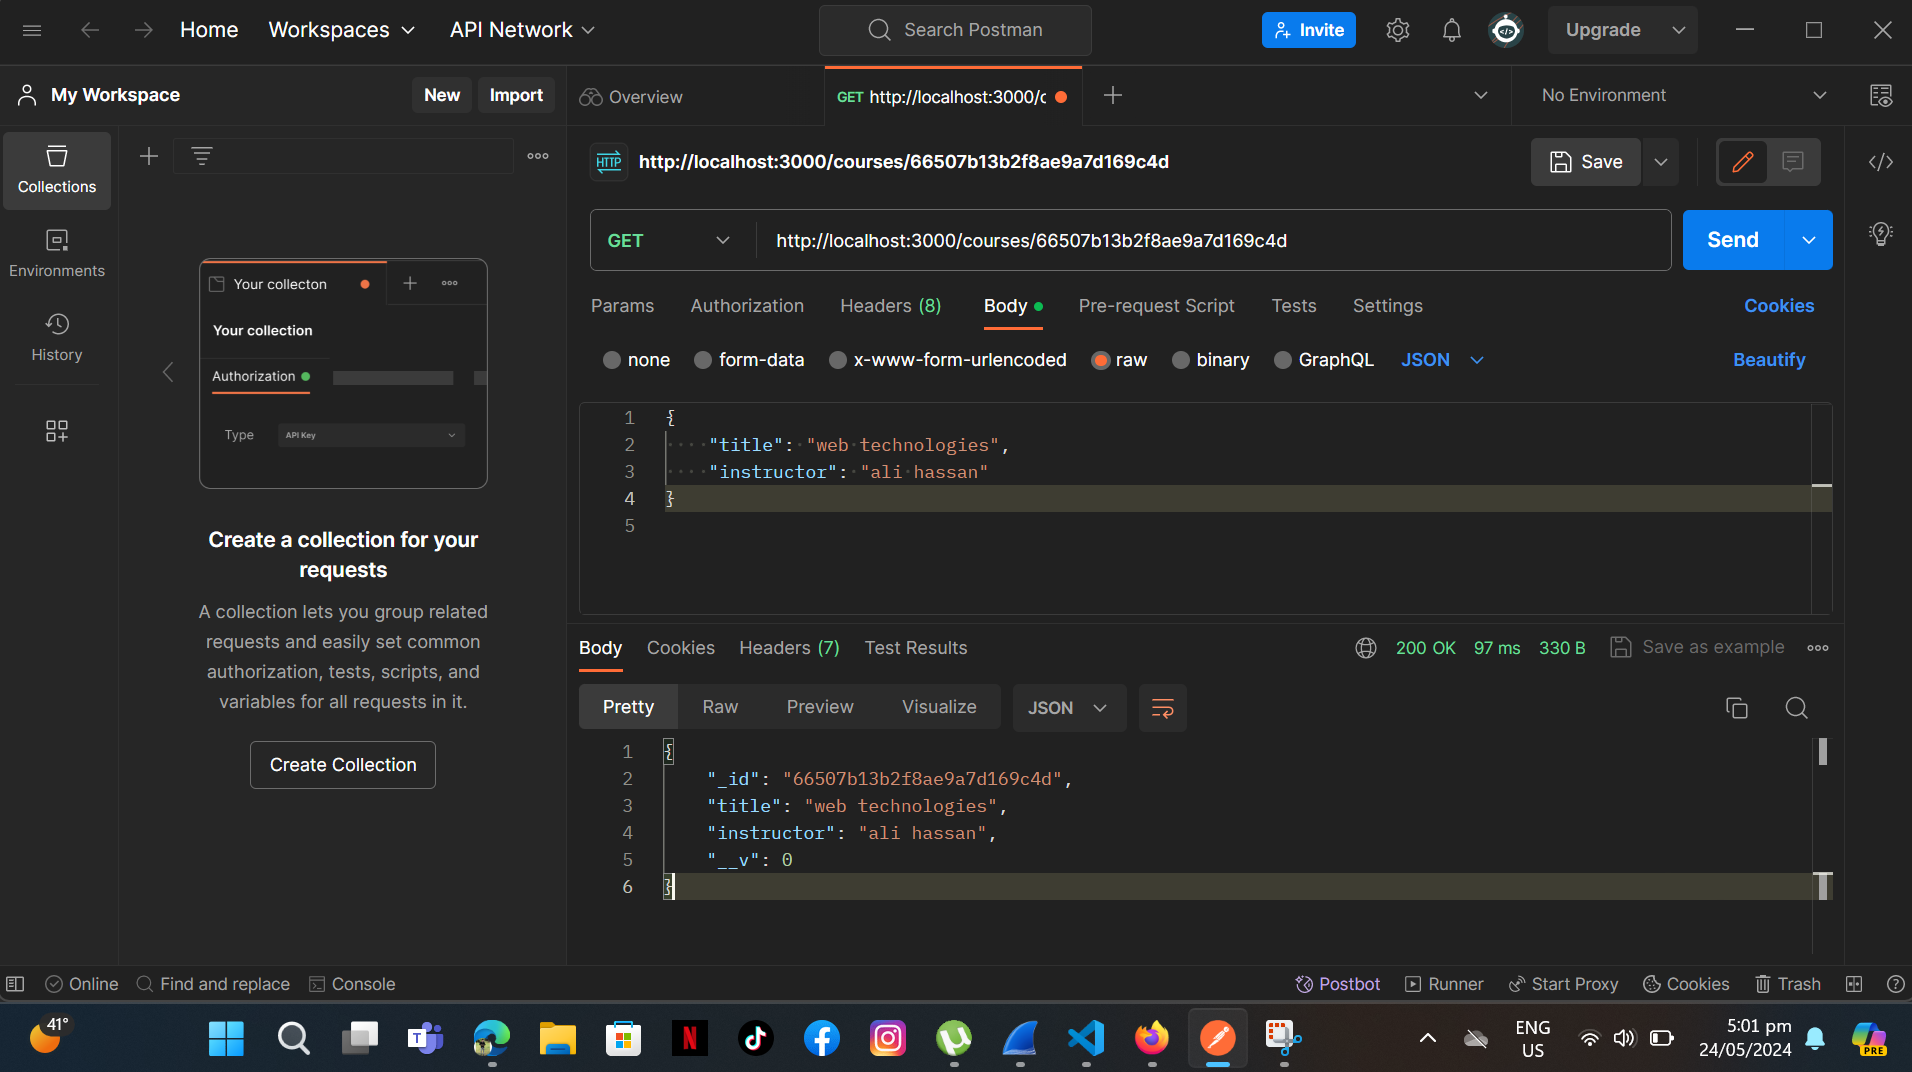 Home Workspaces API Network Search Postman Invite Upgrade
My Workspace New Import Overview GET http://localhost:3000/c No Environment
Collections
Environments
History
Your collecton
Your collection
Authorization
Type API Key
Create a collection for your
requests
A collection lets you group related
requests and easily set common
authorization, tests, scripts, and
variables for all requests in it.
Create Collection
HTTP http://localhost:3000/courses/66507b13b2f8ae9a7d169c4d Save
GET http://localhost:3000/courses/66507b13b2f8ae9a7d169c4d Send
Params Authorization Headers (8) Body Pre-request Script Tests Settings Cookies
none form-data x-www-form-urlencoded raw binary GraphQL JSON Beautify
1 {
2 "title": "web technologies",
3 "instructor": "ali hassan"
4 }
5
Body Cookies Headers (7) Test Results 200 OK 97 ms 330 B Save as example
Pretty Raw Preview Visualize JSON
1 {
2 "_id": "66507b13b2f8ae9a7d169c4d",
3 "title": "web technologies",
4 "instructor": "ali hassan",
5 "__v": 0
6 }
Online Find and replace Console Postbot Runner Start Proxy Cookies Trash
41° ENG 5:01 pm
US 24/05/2024 PRE